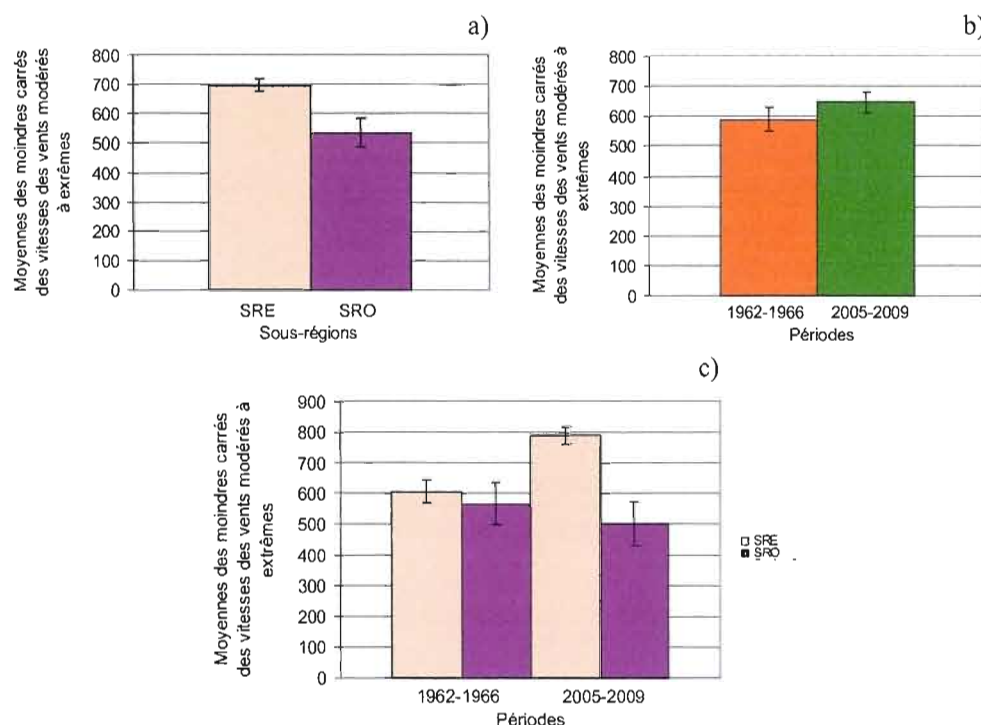 a)
Moyennes des moindres carrés
des vitesses des vents modérés
à exrêmes
800
700
600
500
400
300
200
100
0
SRE SRO
Sous-régions
b)
Moyennes des moindres carrés
des vitesses des vents modéré à
extrêmes
800
700
600
500
400
300
200
100
0
1962-1966 2005-2009
Périodes
c)
Moyennes des moindres carrés
des vitesses des vents modérés à
extrêmes
900
800
700
600
500
400
300
200
100
0
1962-1966 2005-2009
Périodes
SRE
SRO